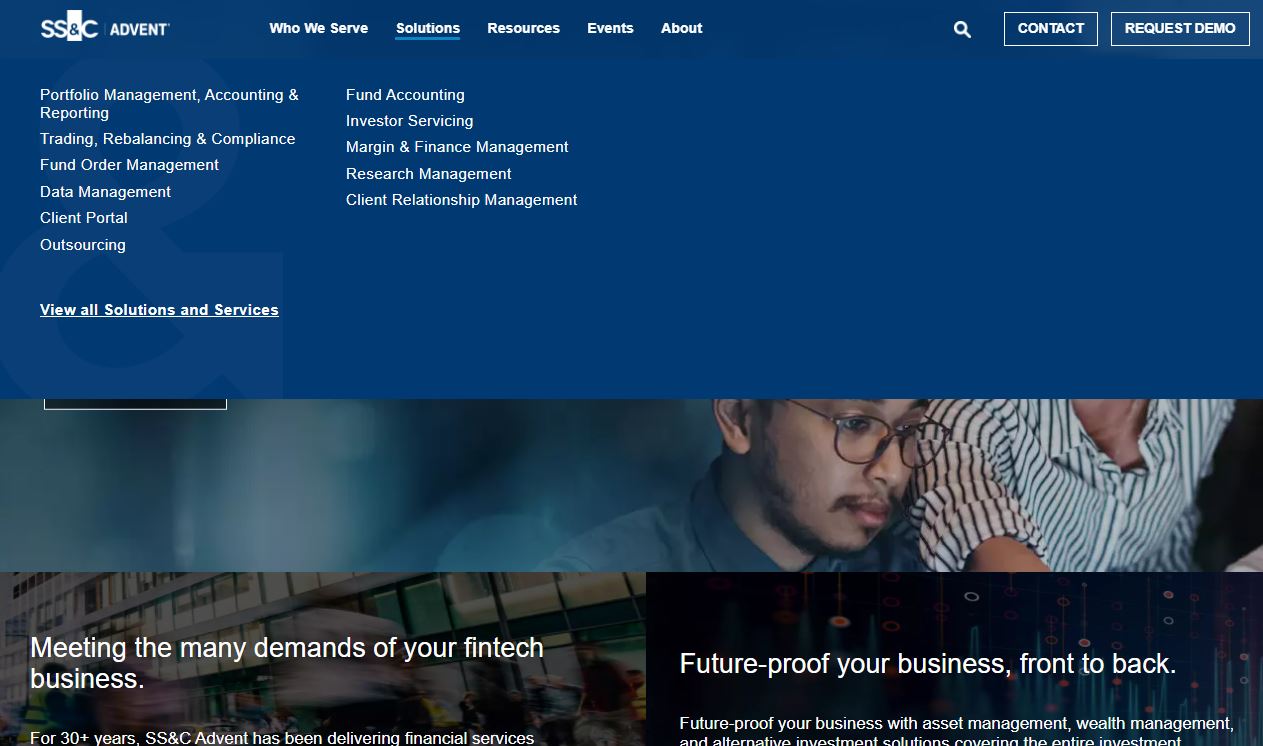 SS&C | ADVENT
Who We Serve
Solutions
Resources
Events
About
CONTACT
REQUEST DEMO
Portfolio Management, Accounting &
Reporting
Trading, Rebalancing & Compliance
Fund Order Management
Data Management
Client Portal
Outsourcing
Fund Accounting
Investor Servicing
Margin & Finance Management
Research Management
Client Relationship Management
View all Solutions and Services
Meeting the many demands of your fintech
business.
For 30+ years, SS&C Advent has been delivering financial services
Future-proof your business, front to back.
Future-proof your business with asset management, wealth management,
and alternative investment solutions covering the entire investment